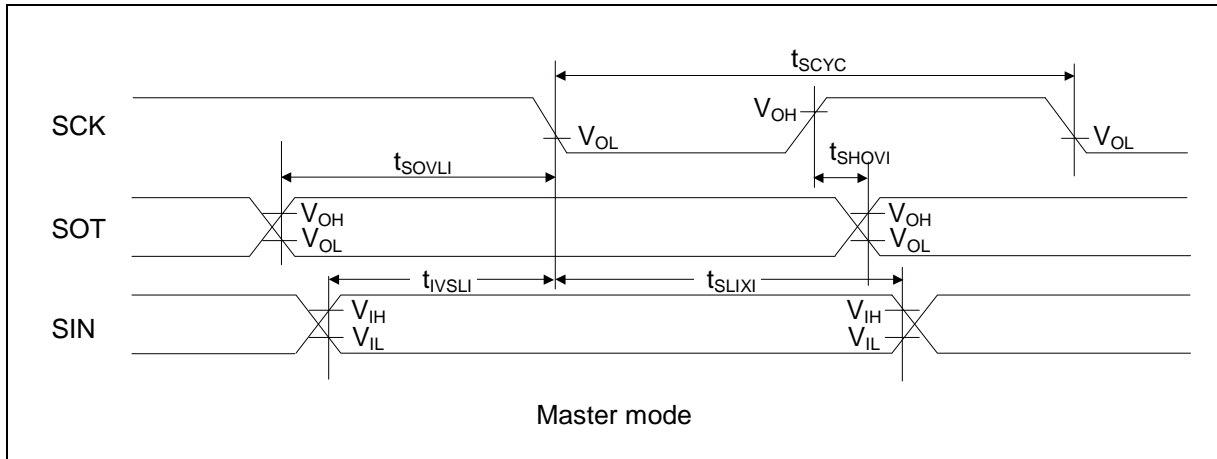 tSCYC
SCK
VOH
VOL
VOL
tSHOVI
tSOVLI
SOT
VOH
VOL
VOH
VOL
tIVSLI
tSLIXI
SIN
VIH
VIL
VIH
VIL
Master mode